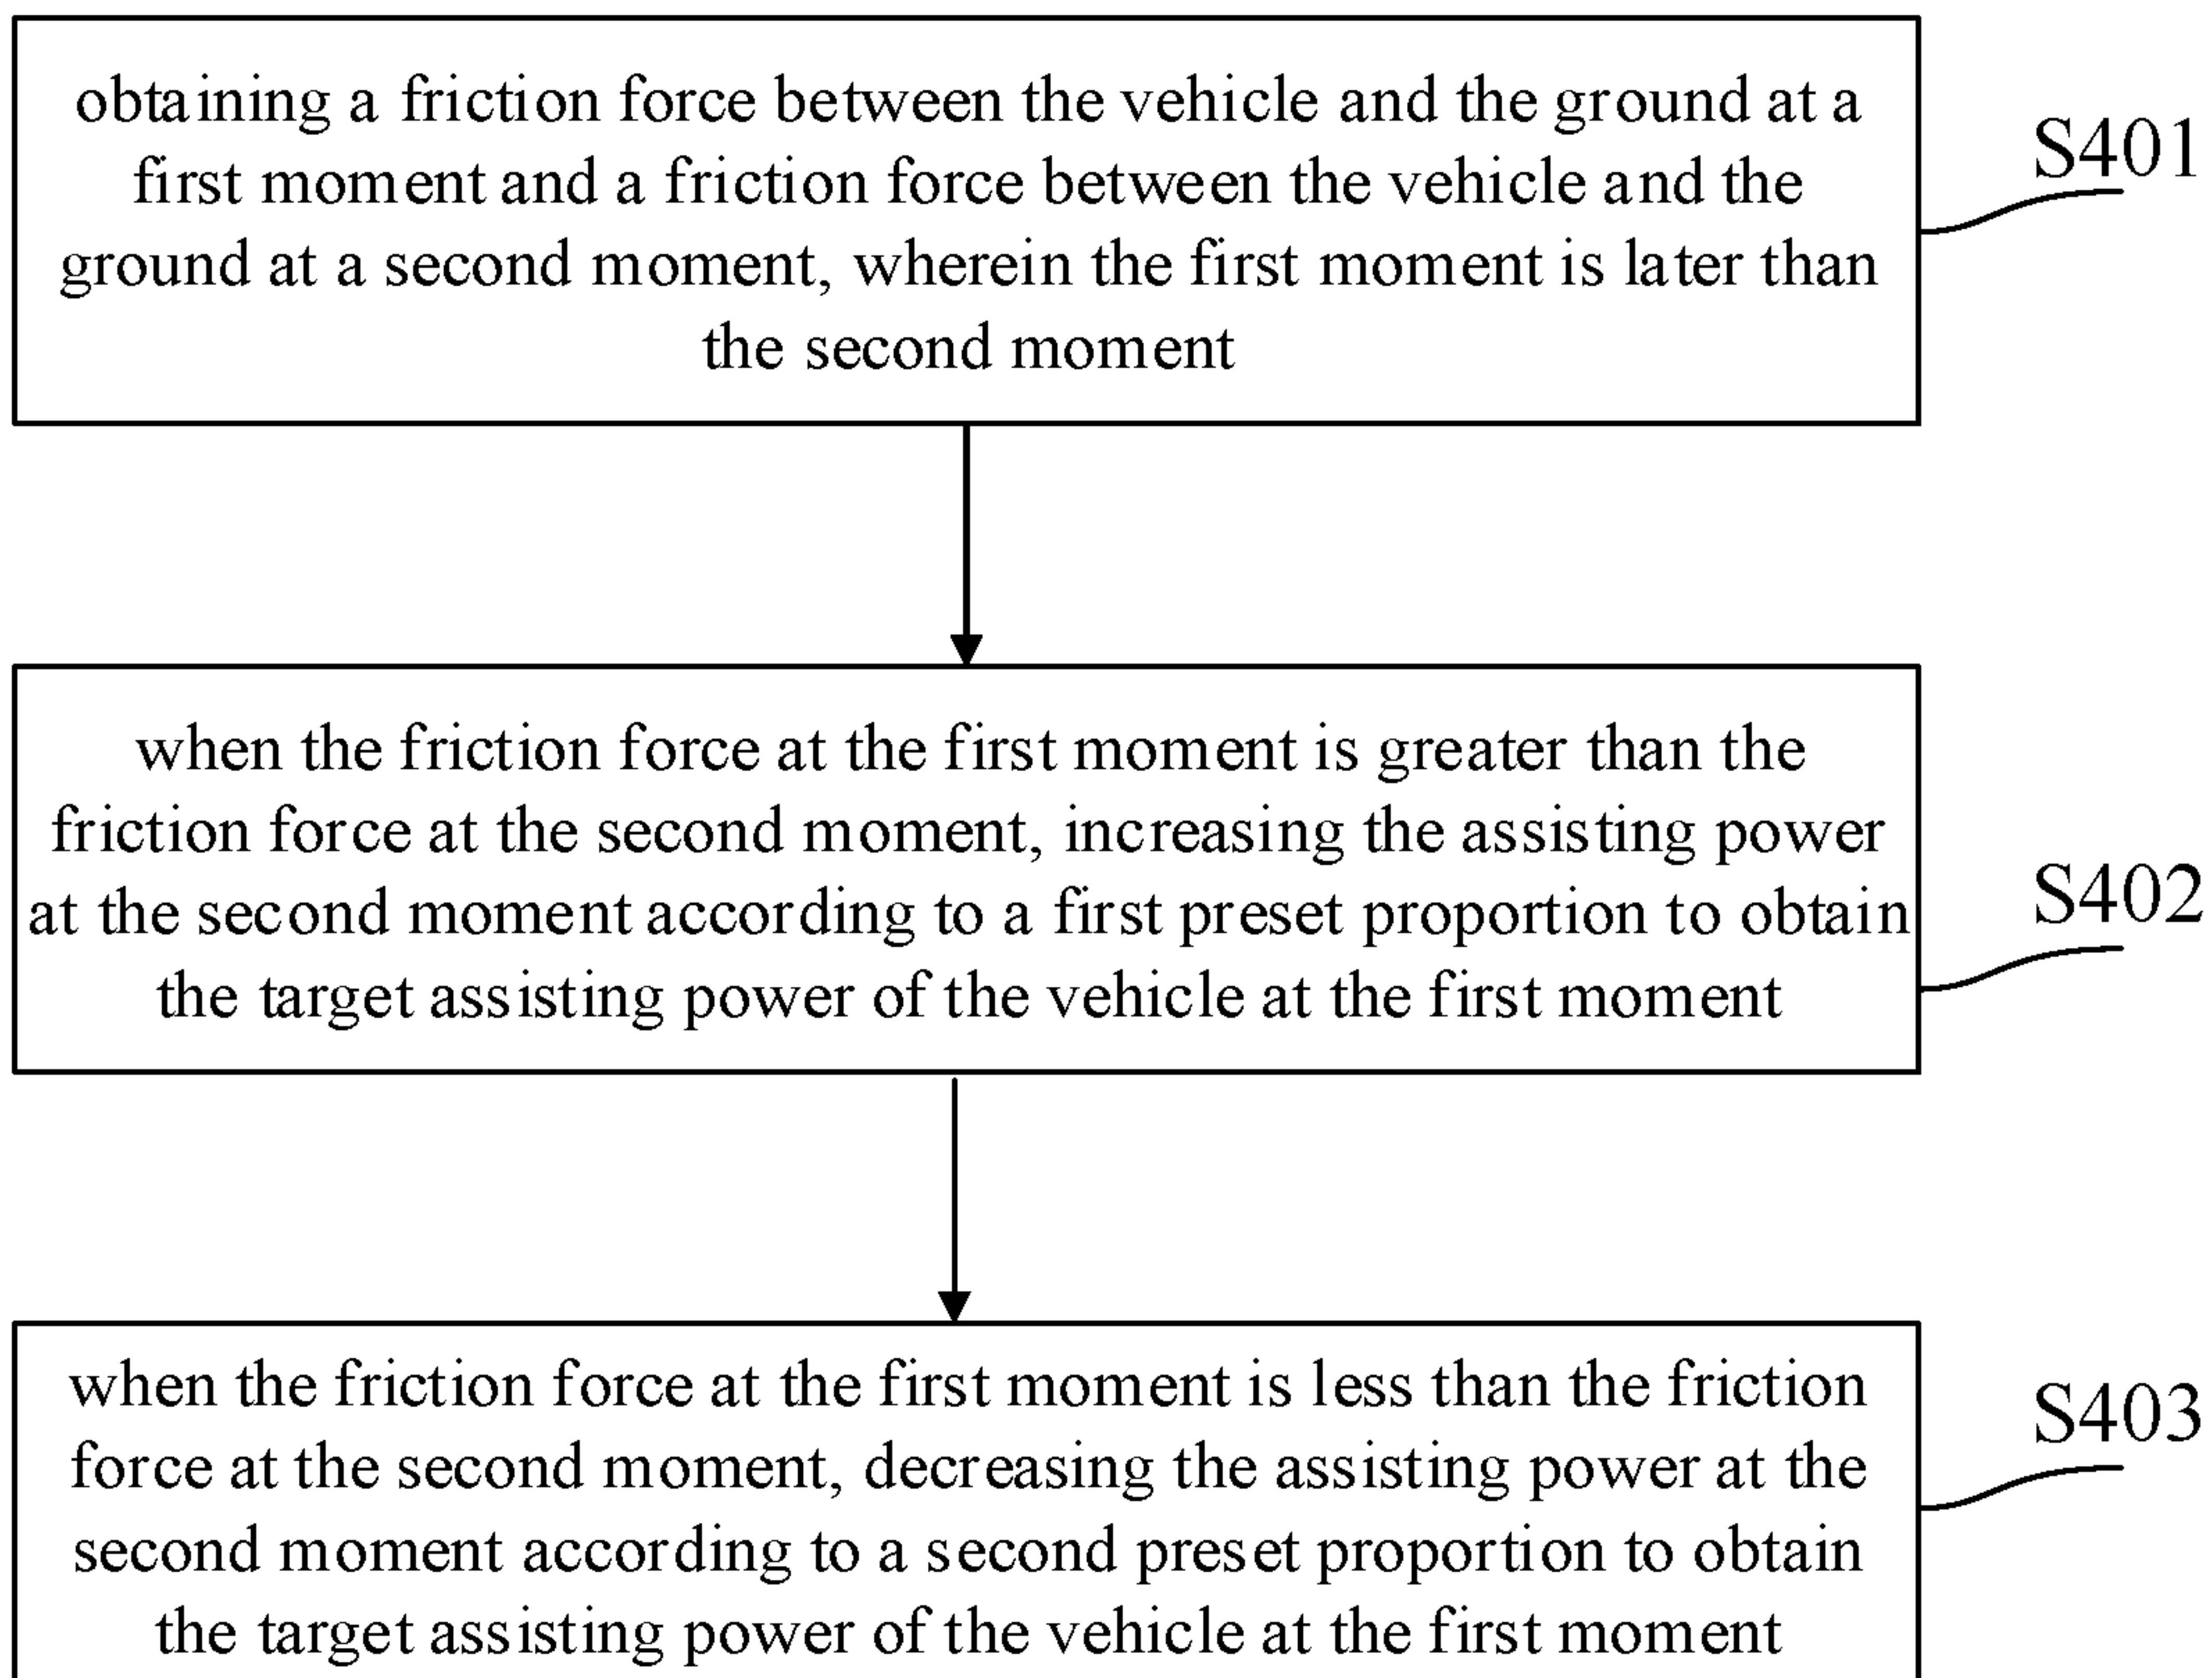 obtaining a friction force between the vehicle and the ground at a
first moment and a friction force between the vehicle and the
ground at a second moment, wherein the first moment is later than
the second moment
S401
when the friction force at the first moment is greater than the
friction force at the second moment, increasing the assisting power
at the second moment according to a first preset proportion to obtain
the target assisting power of the vehicle at the first moment
S402
when the friction force at the first moment is less than the friction
force at the second moment, decreasing the assisting power at the
second moment according to a second preset proportion to obtain
the target assisting power of the vehicle at the first moment
S403